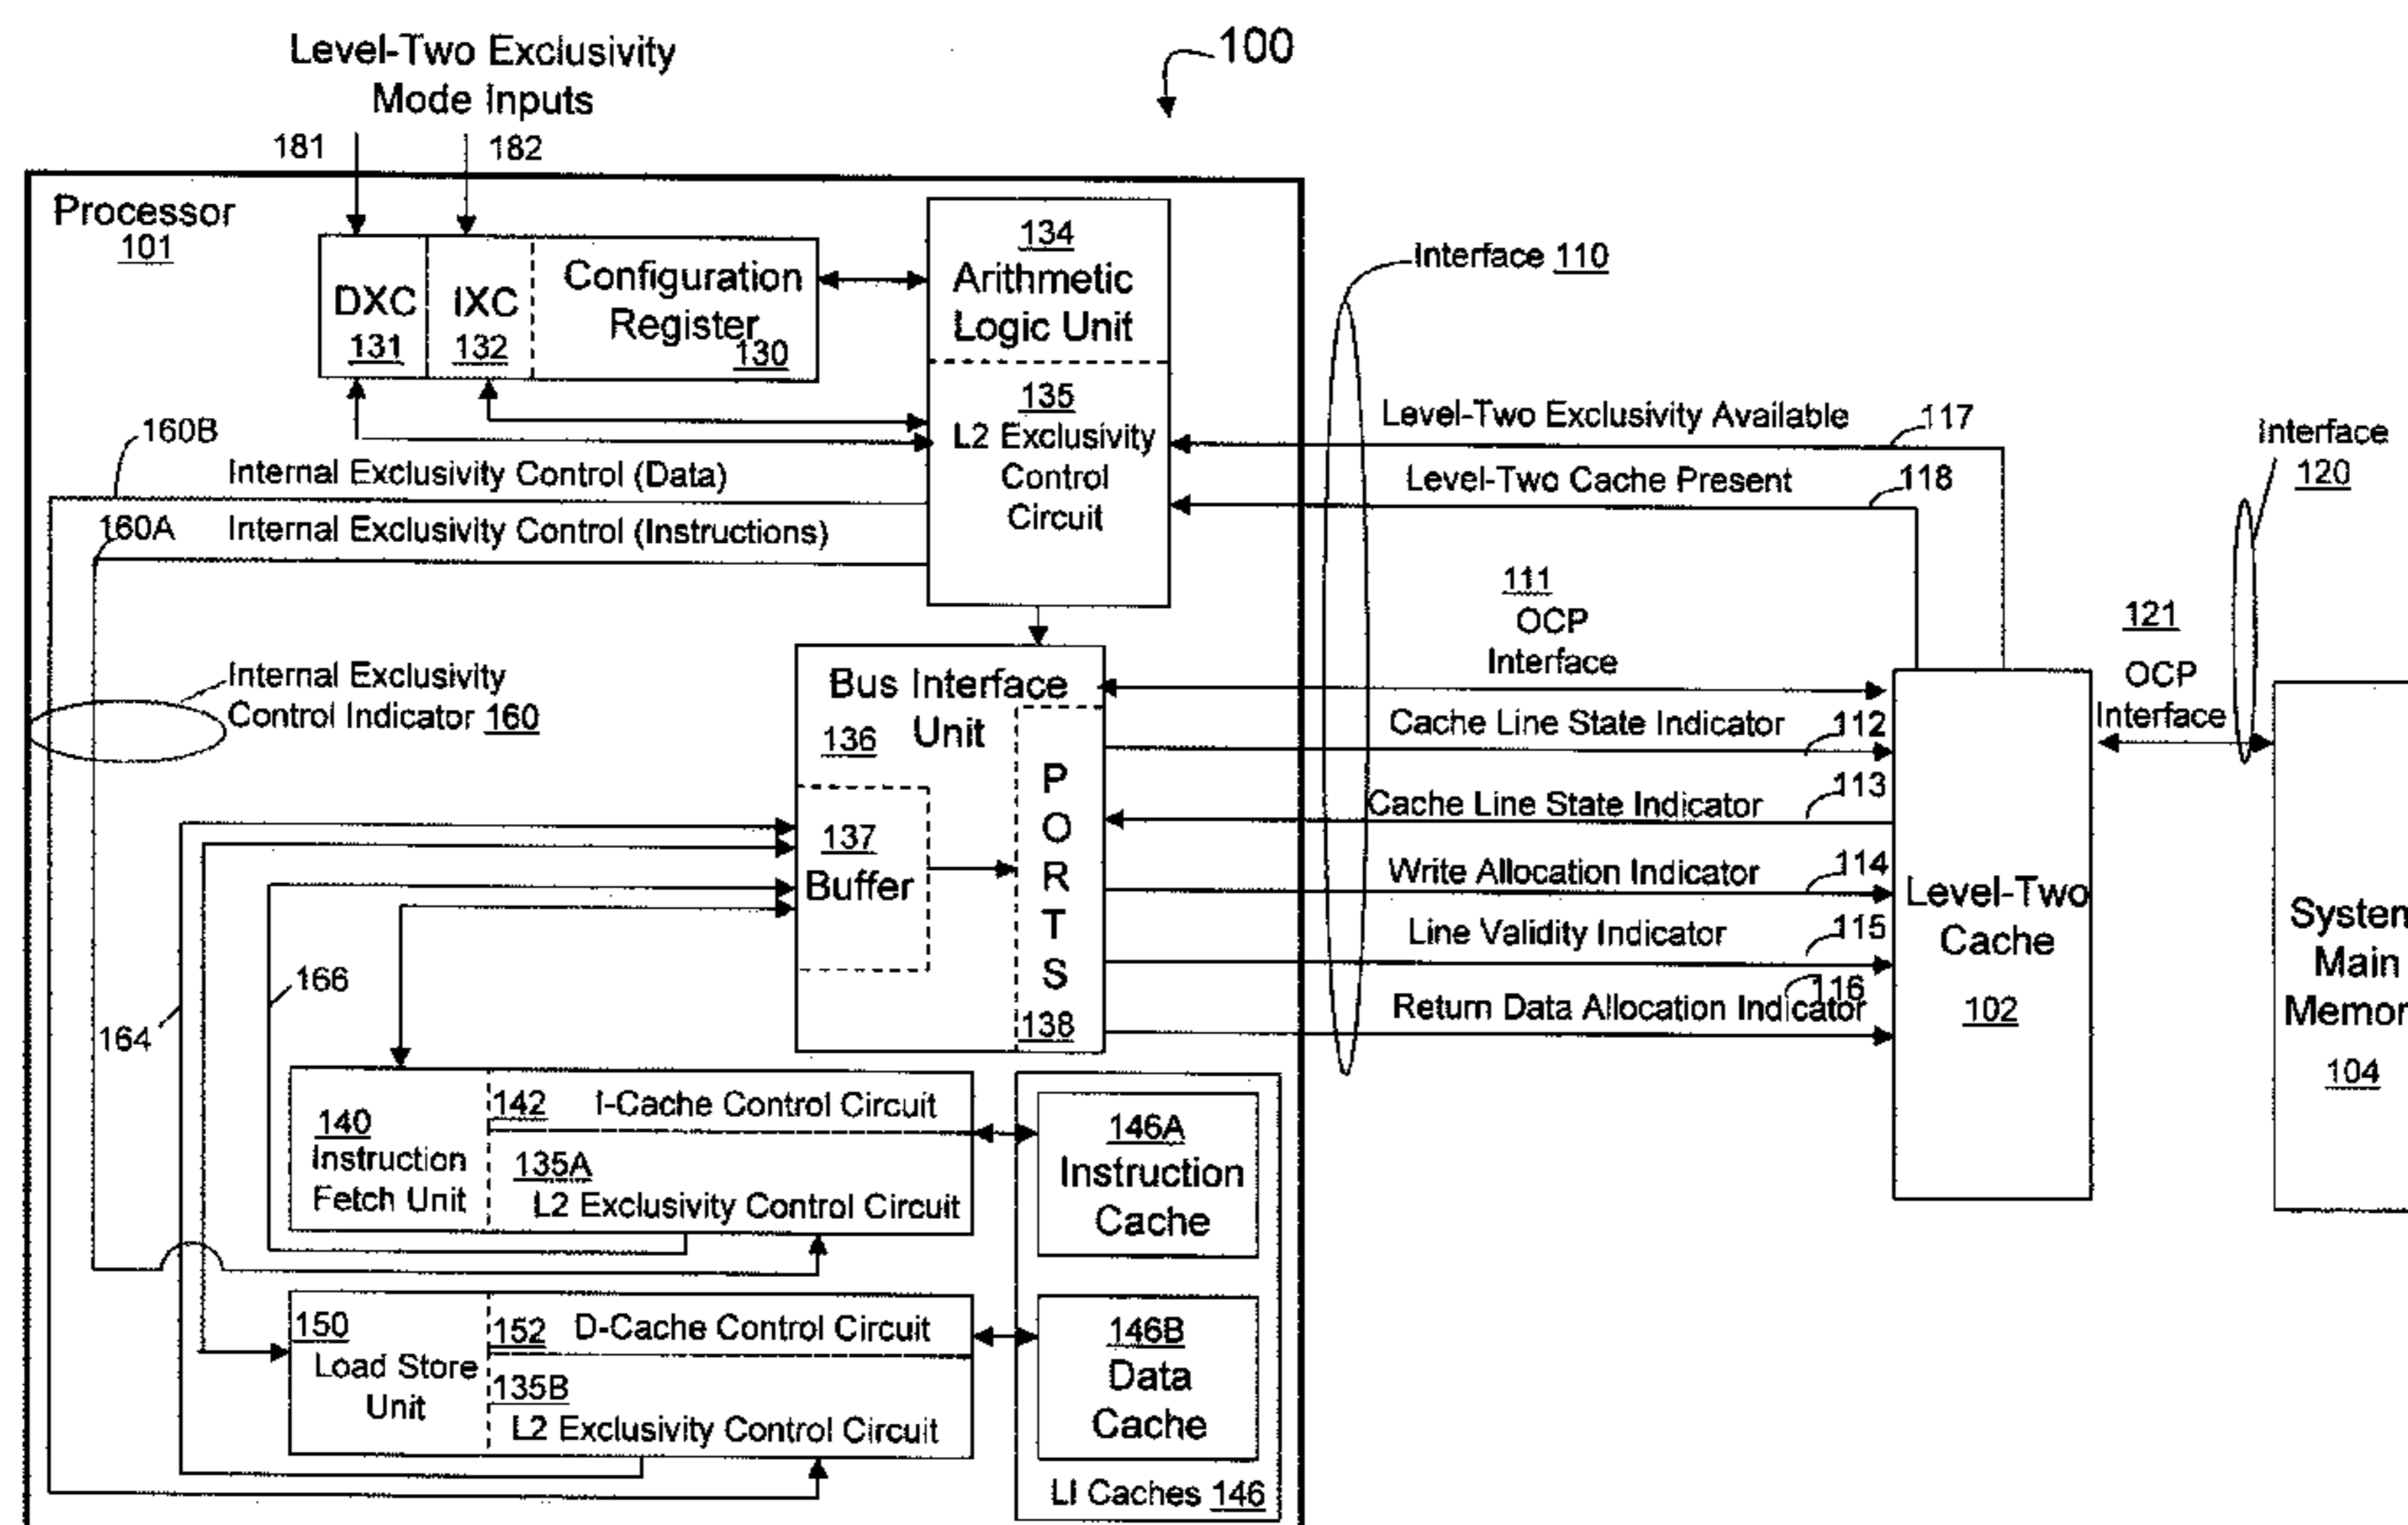 Level-Two Exclusivity
Mode Inputs
100
181
182
Processor
101
DXC
131
IXC
132
Configuration
Register
130
134
Arithmetic
Logic Unit
135
L2 Exclusivity
Control
Circuit
Interface 110
Level-Two Exclusivity Available
117
Level-Two Cache Present
118
Interface
120
160B
Internal Exclusivity Control (Data)
160A
Internal Exclusivity Control (Instructions)
111
OCP
Interface
121
OCP
Interface
Internal Exclusivity
Control Indicator 160
Bus Interface
Unit
136
137
Buffer
PORTS
138
Cache Line State Indicator
112
Cache Line State Indicator
113
Write Allocation Indicator
114
Line Validity Indicator
115
Return Data Allocation Indicator
116
Level-Two
Cache
102
System
Main
Memor
104
164
166
140
Instruction
Fetch Unit
142
I-Cache Control Circuit
135A
L2 Exclusivity Control Circuit
146A
Instruction
Cache
150
Load Store
Unit
152
D-Cache Control Circuit
135B
L2 Exclusivity Control Circuit
146B
Data
Cache
LI Caches 146